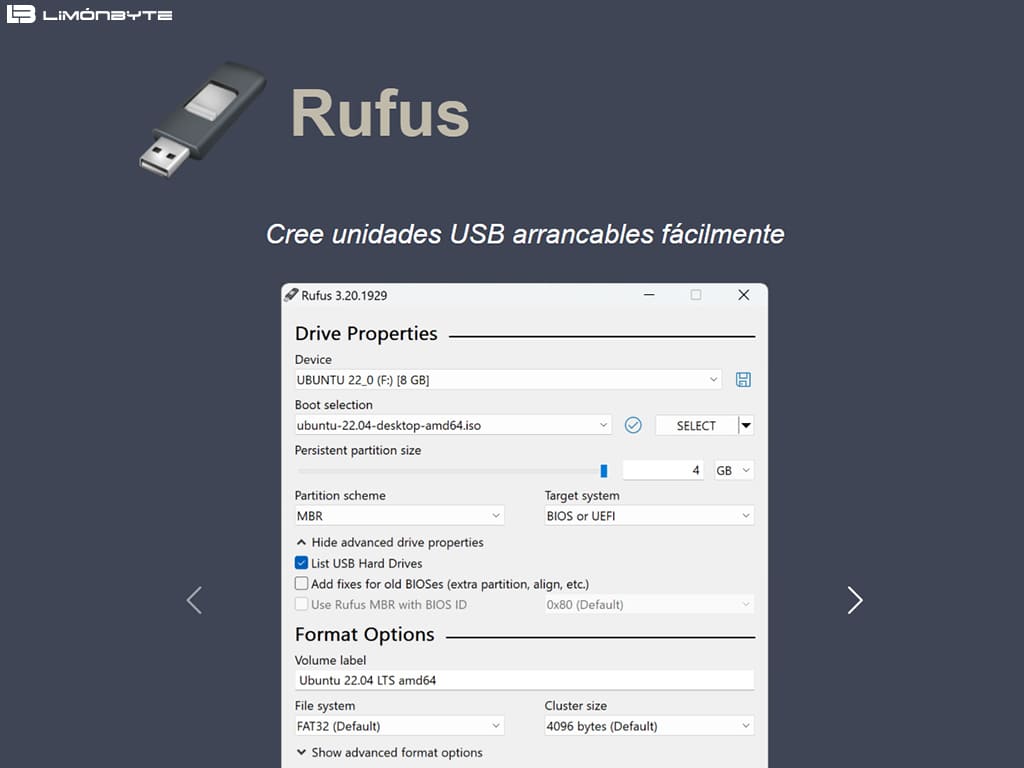 LIMÓNBYTE
Rufus
Cree unidades USB arrancables fácilmente
Rufus 3.20.1929
Drive Properties
Device
UBUNTU 22_0 (F:) [8 GB]
Boot selection
ubuntu-22.04-desktop-amd64.iso
SELECT
Persistent partition size
4 GB
Partition scheme Target system
MBR BIOS or UEFI
Hide advanced drive properties
List USB Hard Drives
Add fixes for old BIOSes (extra partition, align, etc.)
Use Rufus MBR with BIOS ID 0x80 (Default)
Format Options
Volume label
Ubuntu 22.04 LTS amd64
File system Cluster size
FAT32 (Default) 4096 bytes (Default)
Show advanced format options